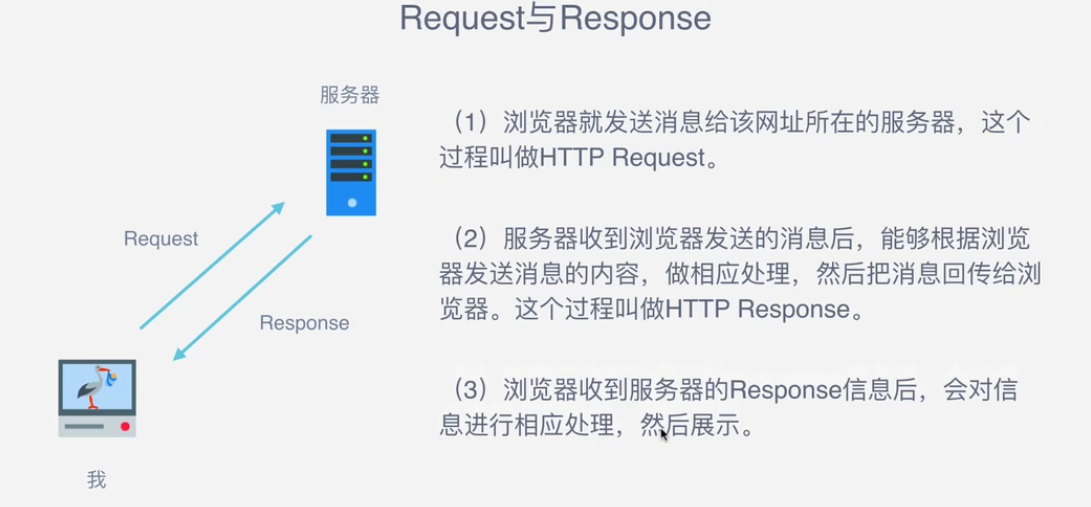 Request与Response
服务器
（1）浏览器就发送消息给该网址所在的服务器，这个
过程叫做HTTP Request。
Request
（2）服务器收到浏览器发送的消息后，能够根据浏览
器发送消息的内容，做相应处理，然后把消息回传给浏
览器。这个过程叫做HTTP Response。
Response
（3）浏览器收到服务器的Response信息后，会对信
息进行相应处理，然后展示。
我